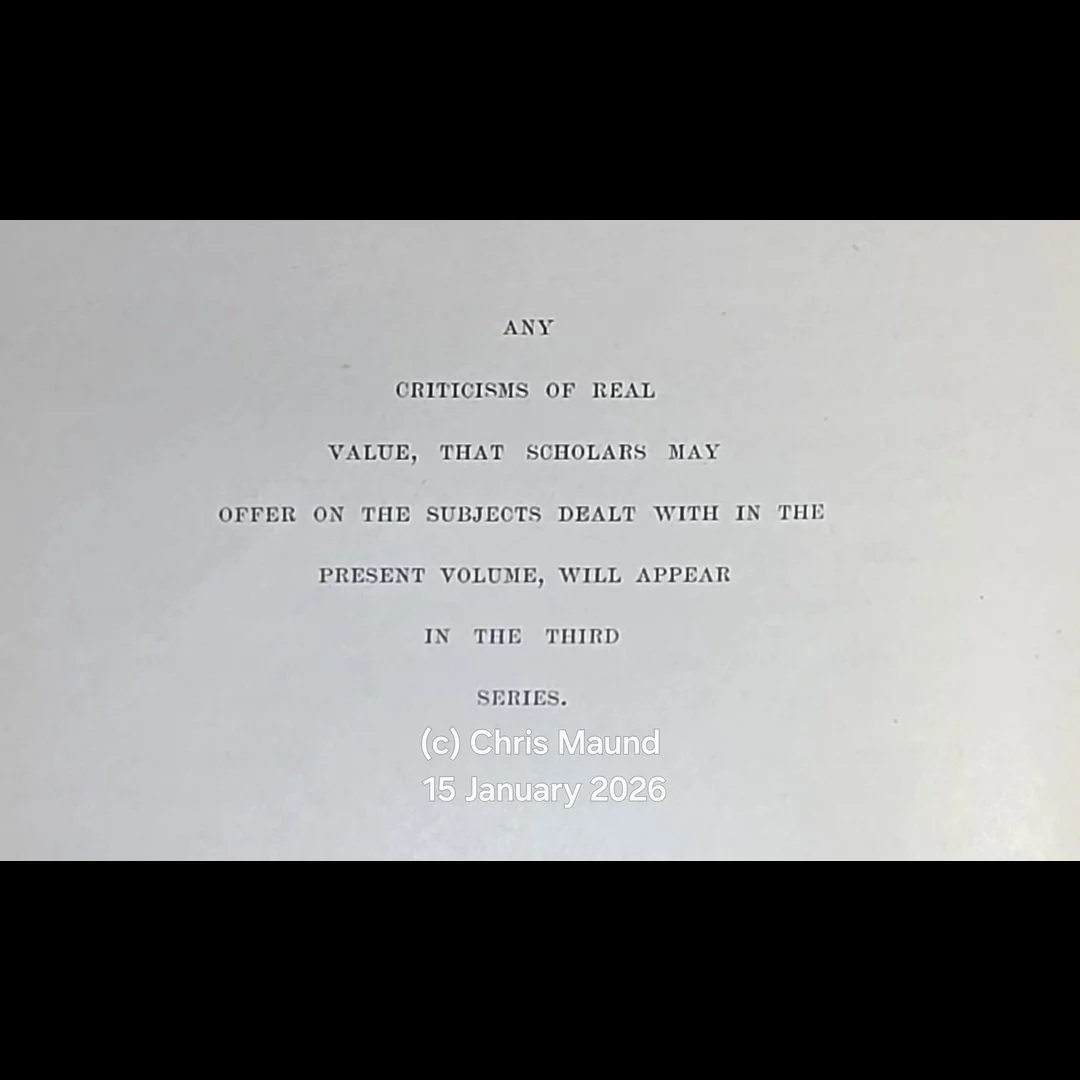 ANY
CRITICISMS OF REAL
VALUE, THAT SCHOLARS MAY
OFFER ON THE SUBJECTS DEALT WITH IN THE
PRESENT VOLUME, WILL APPEAR
IN THE THIRD
SERIES.
(c) Chris Maund
15 January 2026